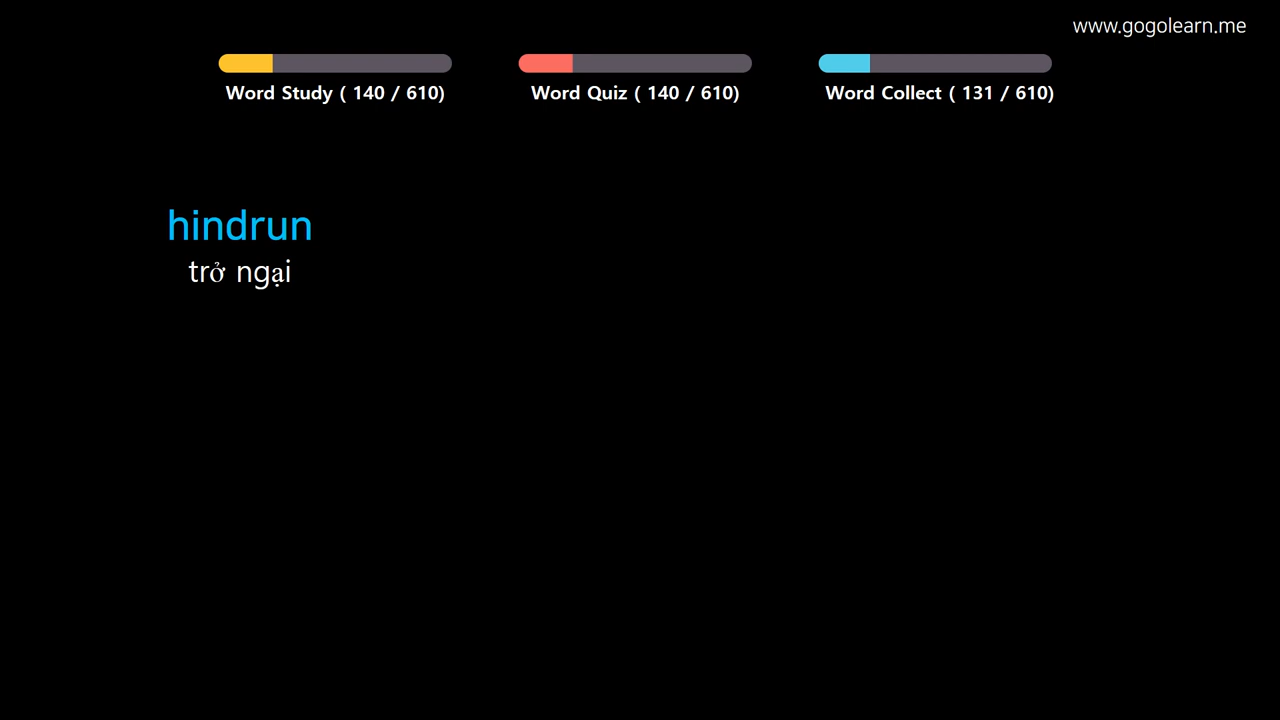 www.gogolearn.me
Word Study ( 140 / 610)
Word Quiz ( 140 / 610)
Word Collect ( 131 / 610)
hindrun
trở ngại